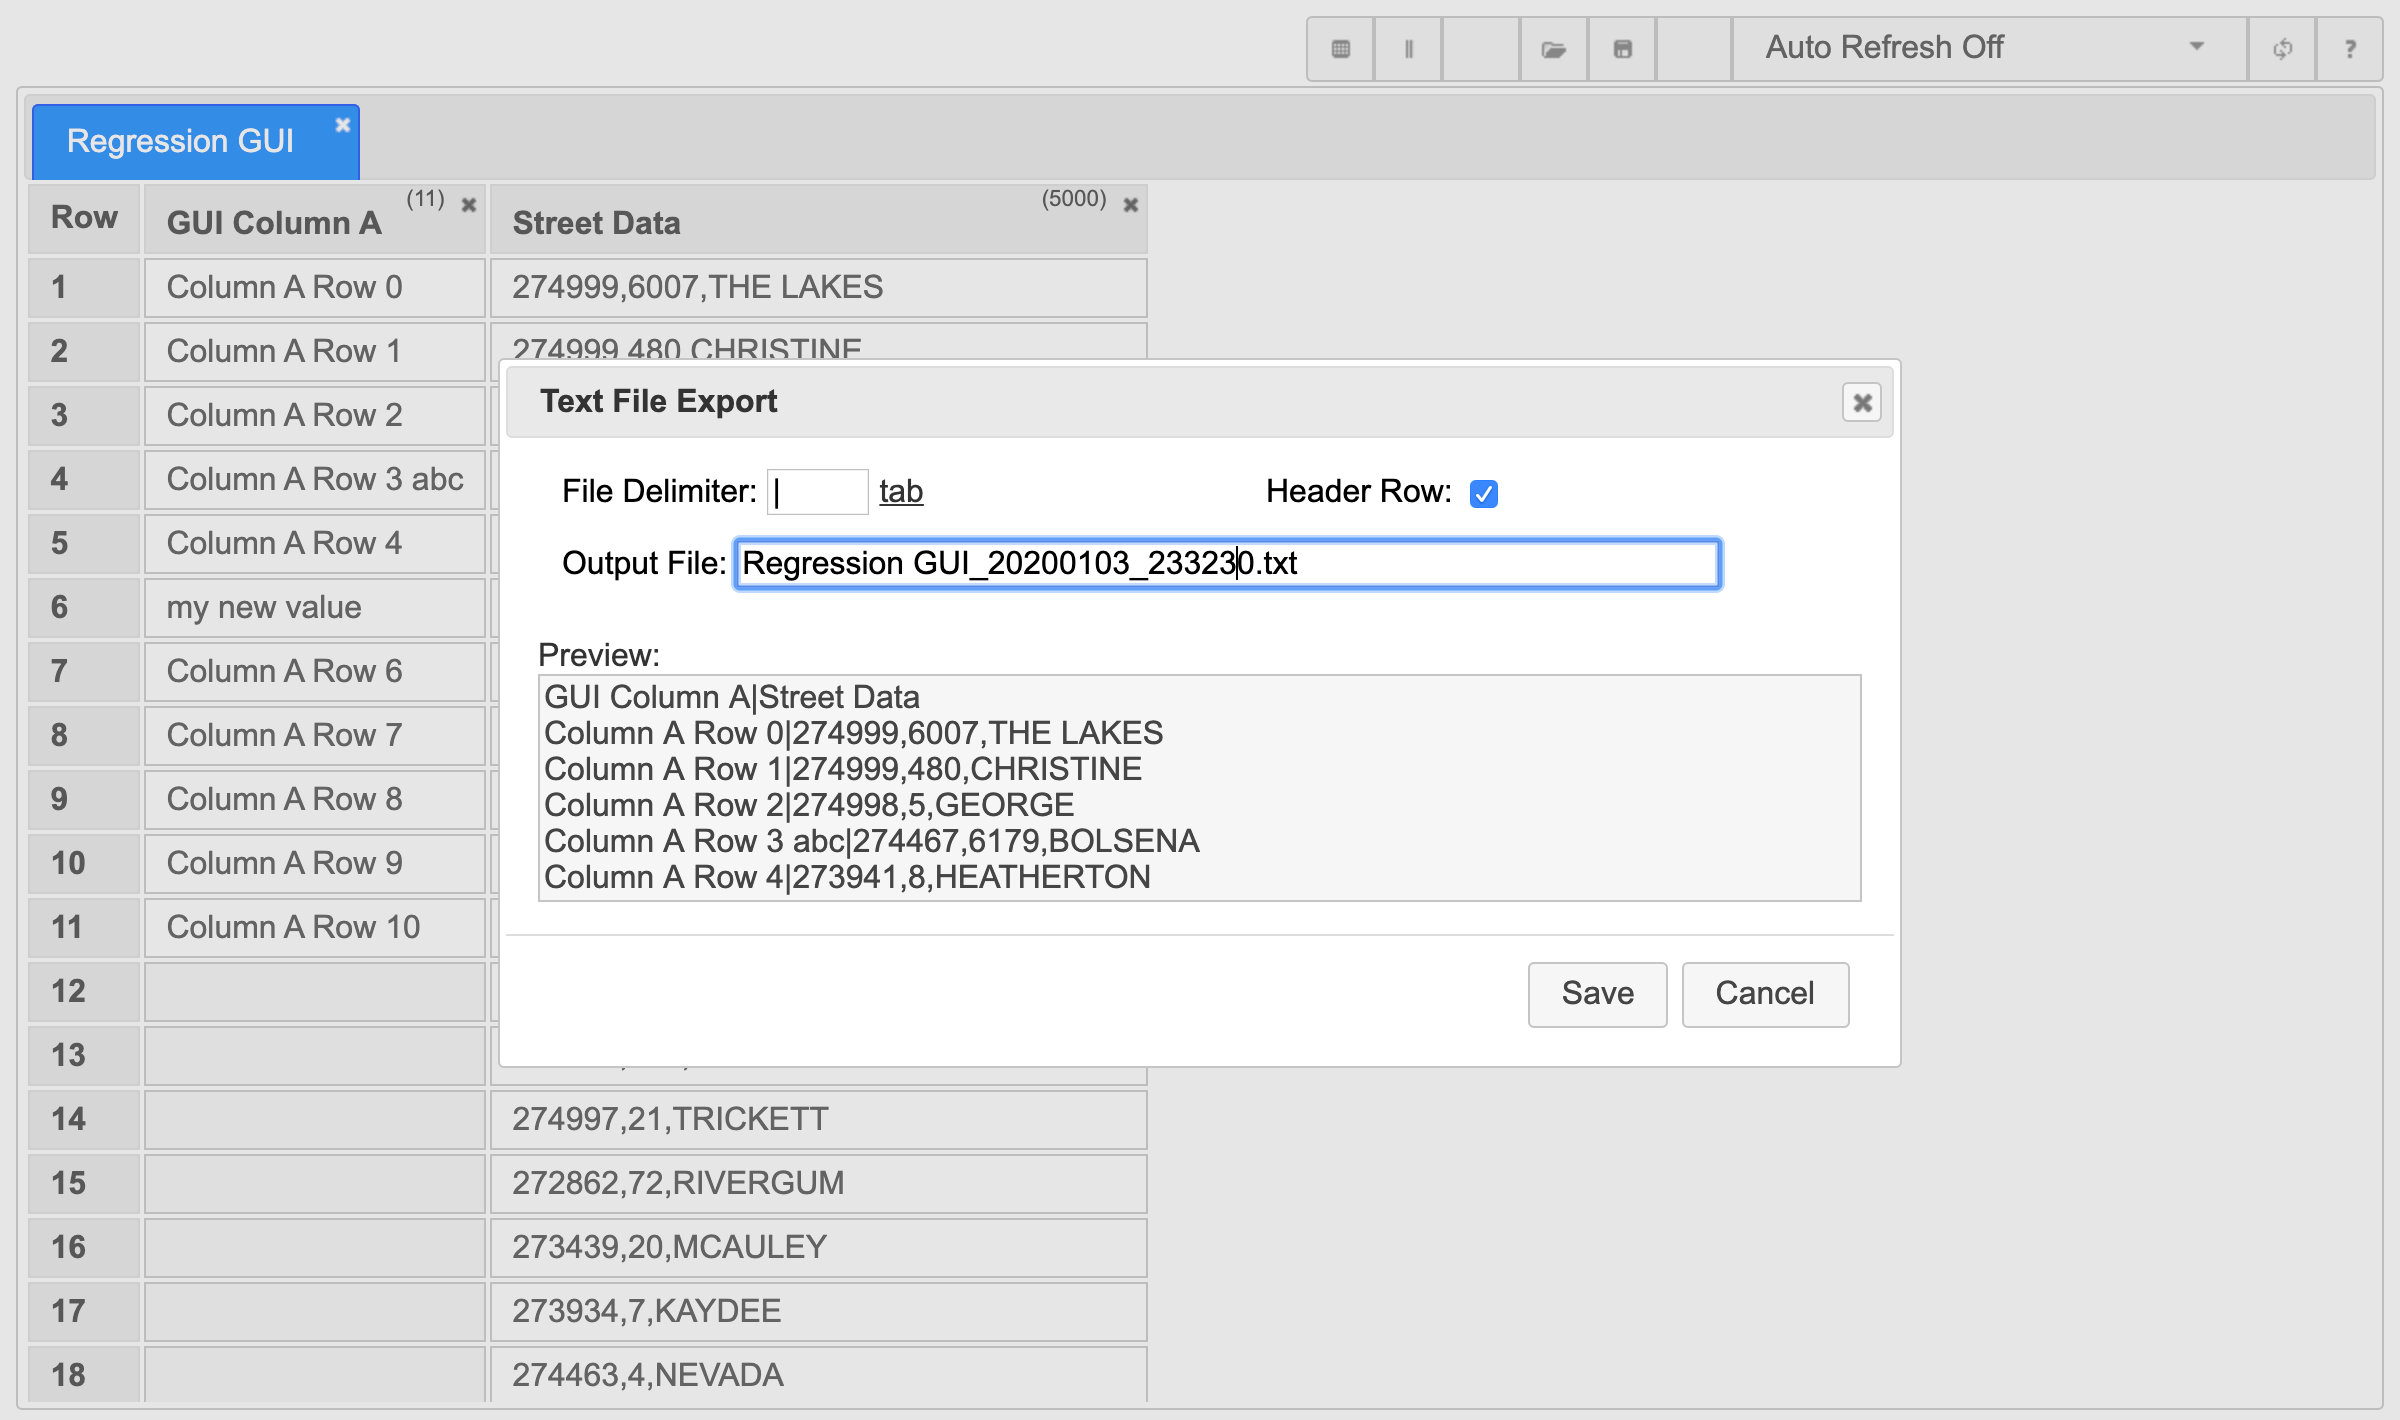 Auto Refresh Off ?
Regression GUI
Row GUI Column A (11) Street Data (5000)
1 Column A Row 0 274999,6007,THE LAKES
2 Column A Row 1 274999,480,CHRISTINE
3 Column A Row 2
4 Column A Row 3 abc
5 Column A Row 4
6 my new value
7 Column A Row 6
8 Column A Row 7
9 Column A Row 8
10 Column A Row 9
11 Column A Row 10
12
13
14 274997,21,TRICKETT
15 272862,72,RIVERGUM
16 273439,20,MCAULEY
17 273934,7,KAYDEE
18 274463,4,NEVADA
Text File Export
File Delimiter: | tab Header Row:
Output File: Regression GUI_20200103_233230.txt
Preview:
GUI Column A|Street Data
Column A Row 0|274999,6007,THE LAKES
Column A Row 1|274999,480,CHRISTINE
Column A Row 2|274998,5,GEORGE
Column A Row 3 abc|274467,6179,BOLSENA
Column A Row 4|273941,8,HEATHERTON
Save Cancel